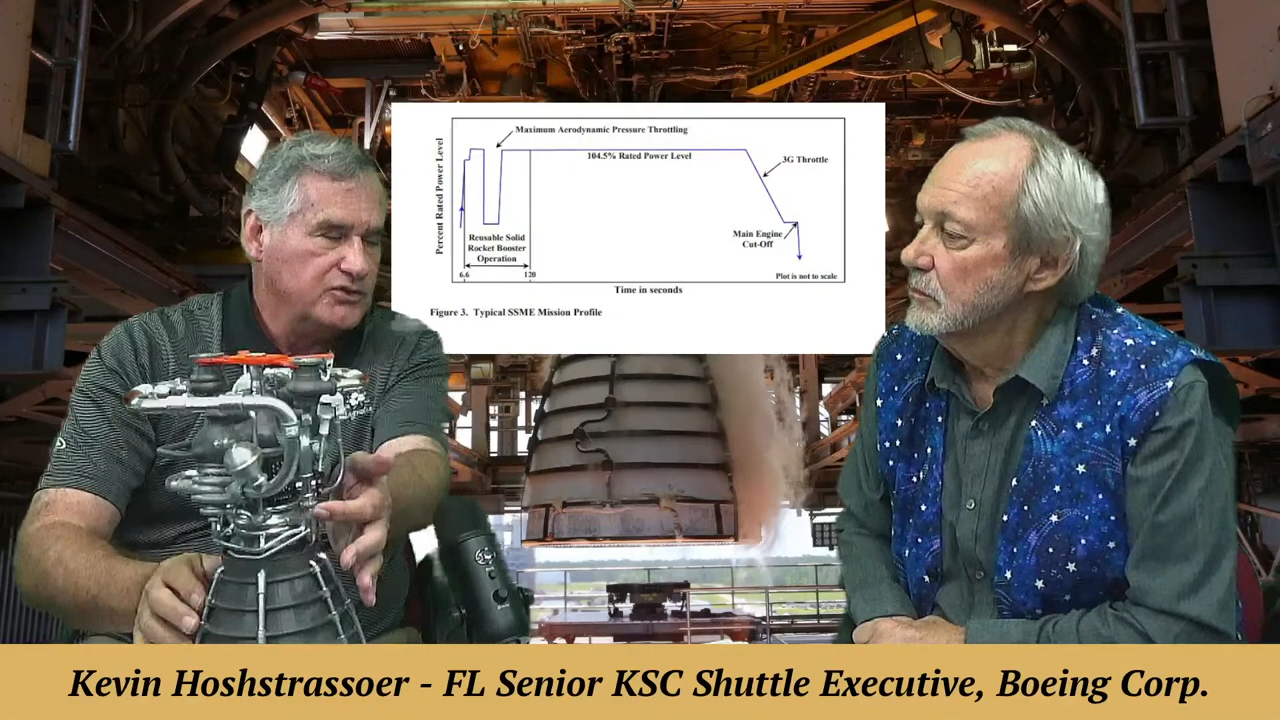 Maximum Aerodynamic Pressure Throttling
104.5% Rated Power Level
3G Throttle
Percent Rated Power Level
Main Engine
Cut-Off
Reusable Solid
Rocket Booster
Operation
6.6
120
Plot is not to scale
Time in seconds
Figure 3. Typical SSME Mission Profile
Kevin Hoshstrassoer - FL Senior KSC Shuttle Executive, Boeing Corp.